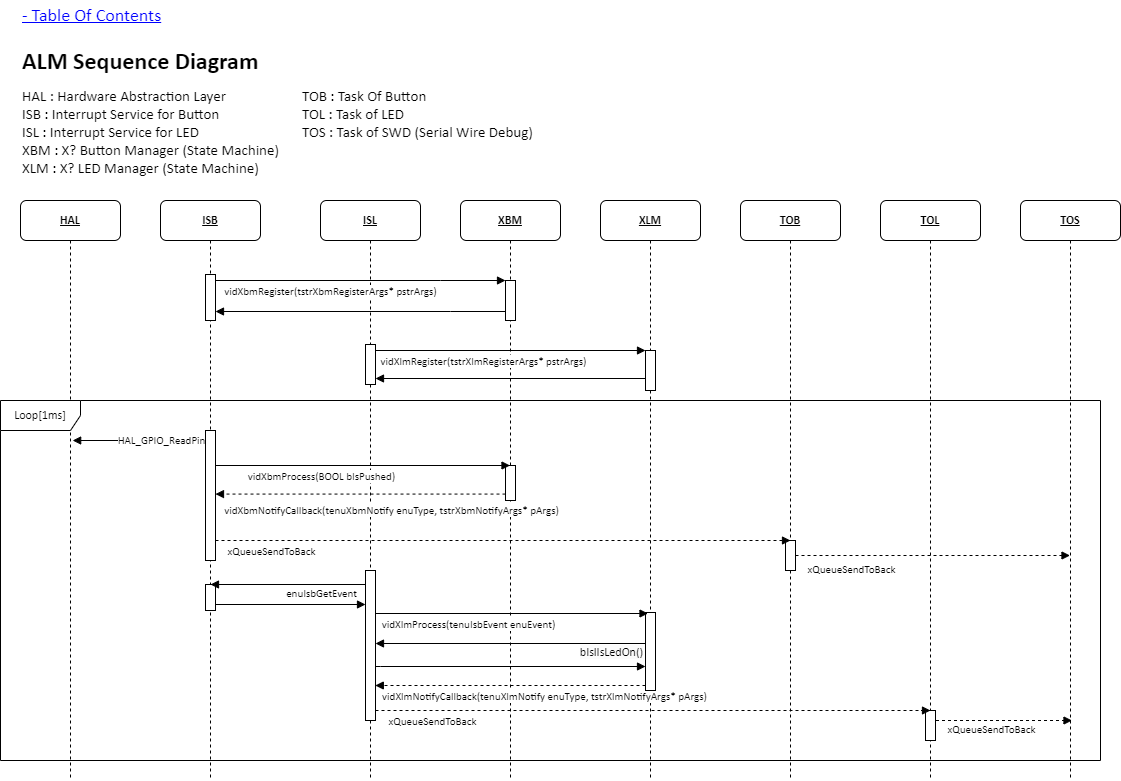 - Table Of Contents
ALM Sequence Diagram
HAL : Hardware Abstraction Layer
ISB : Interrupt Service for Button
ISL : Interrupt Service for LED
XBM : X? Button Manager (State Machine)
XLM : X? LED Manager (State Machine)
TOB : Task Of Button
TOL : Task of LED
TOS : Task of SWD (Serial Wire Debug)
HAL
ISB
ISL
XBM
XLM
TOB
TOL
TOS
vidXbmRegister(tstrXbmRegisterArgs* pstrArgs)
vidXlmRegister(tstrXlmRegisterArgs* pstrArgs)
Loop[1ms]
HAL_GPIO_ReadPin
vidXbmProcess(BOOL bIsPushed)
vidXbmNotifyCallback(tenuXbmNotify enuType, tstrXbmNotifyArgs* pArgs)
xQueueSendToBack
xQueueSendToBack
enuIsbGetEvent
vidXlmProcess(tenuIsbEvent enuEvent)
bIslIsLedOn()
vidXlmNotifyCallback(tenuXlmNotify enuType, tstrXlmNotifyArgs* pArgs)
xQueueSendToBack
xQueueSendToBack